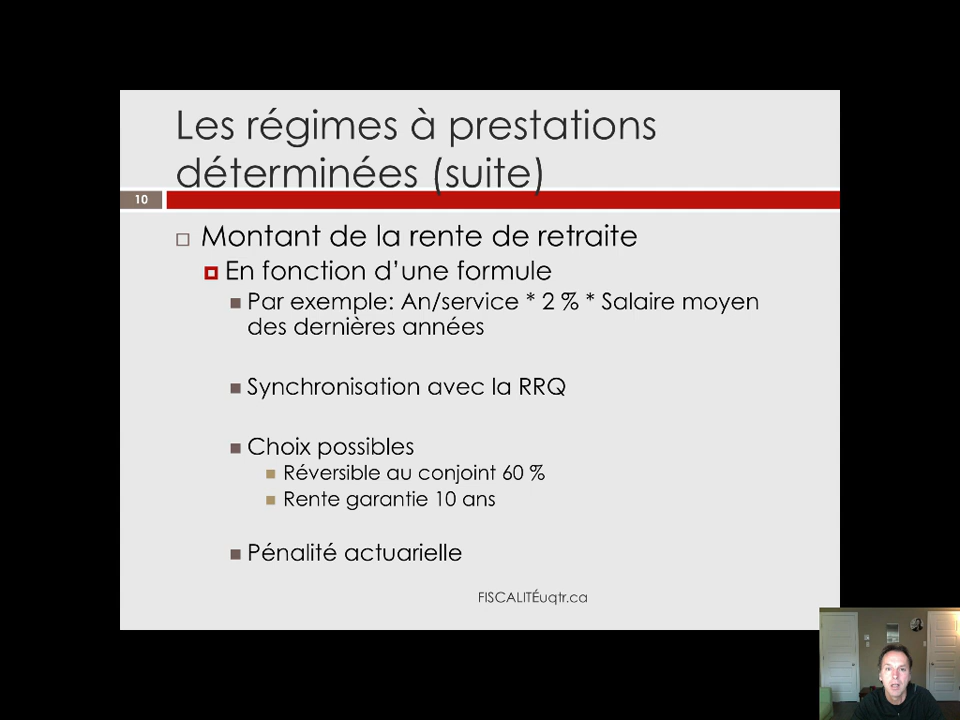 Les régimes à prestations
déterminées (suite)
10
Montant de la rente de retraite
En fonction d'une formule
Par exemple: An/service * 2 % * Salaire moyen
des dernières années
Synchronisation avec la RRQ
Choix possibles
Réversible au conjoint 60 %
Rente garantie 10 ans
Pénalité actuarielle
FISCALITÉuqtr.ca